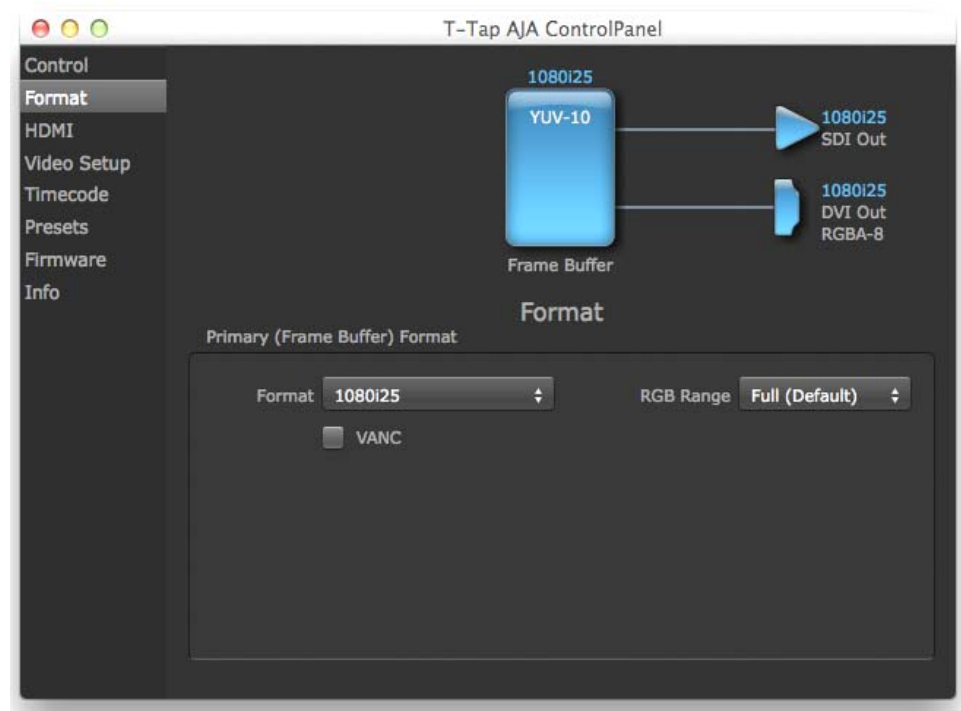 T-Tap AJA ControlPanel
Control
Format
HDMI
Video Setup
Timecode
Presets
Firmware
Info
1080i25
YUV-10
Frame Buffer
1080i25
SDI Out
1080i25
DVI Out
RGBA-8
Format
Primary (Frame Buffer) Format
Format 1080i25
RGB Range Full (Default)
VANC